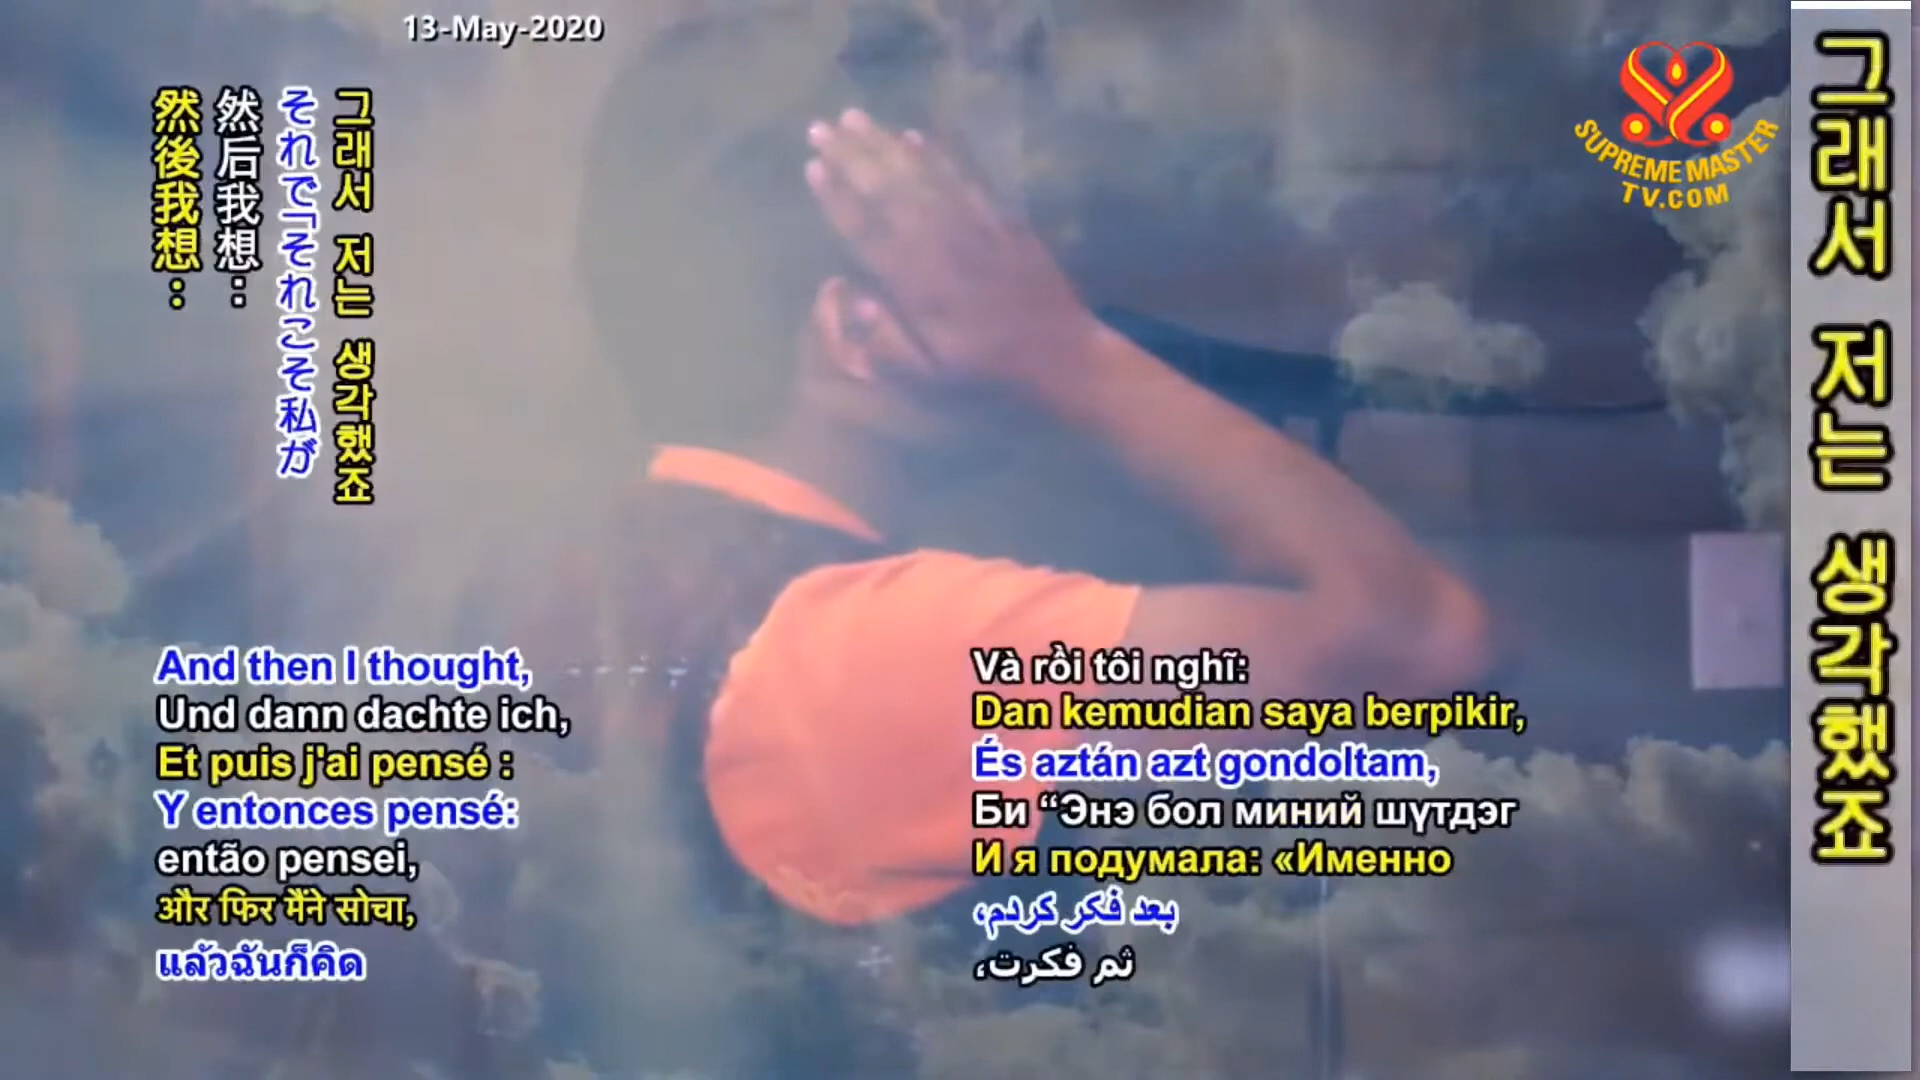 13-May-2020
그래서 저는 생각했죠
それで「それこそ私が
然后我想：
然後我想：
SUPREME MASTER
TV.COM
그래서 저는 생각했죠
And then I thought,
Und dann dachte ich,
Et puis j'ai pensé :
Y entonces pensé:
então pensei,
और फिर मैंने सोचा,
แล้วฉันก็คิด
Và rồi tôi nghĩ:
Dan kemudian saya berpikir,
És aztán azt gondoltam,
Би “Энэ бол миний шүтдэг
И я подумала: «Именно
بعد فکر کردم،
ثم فكرت،